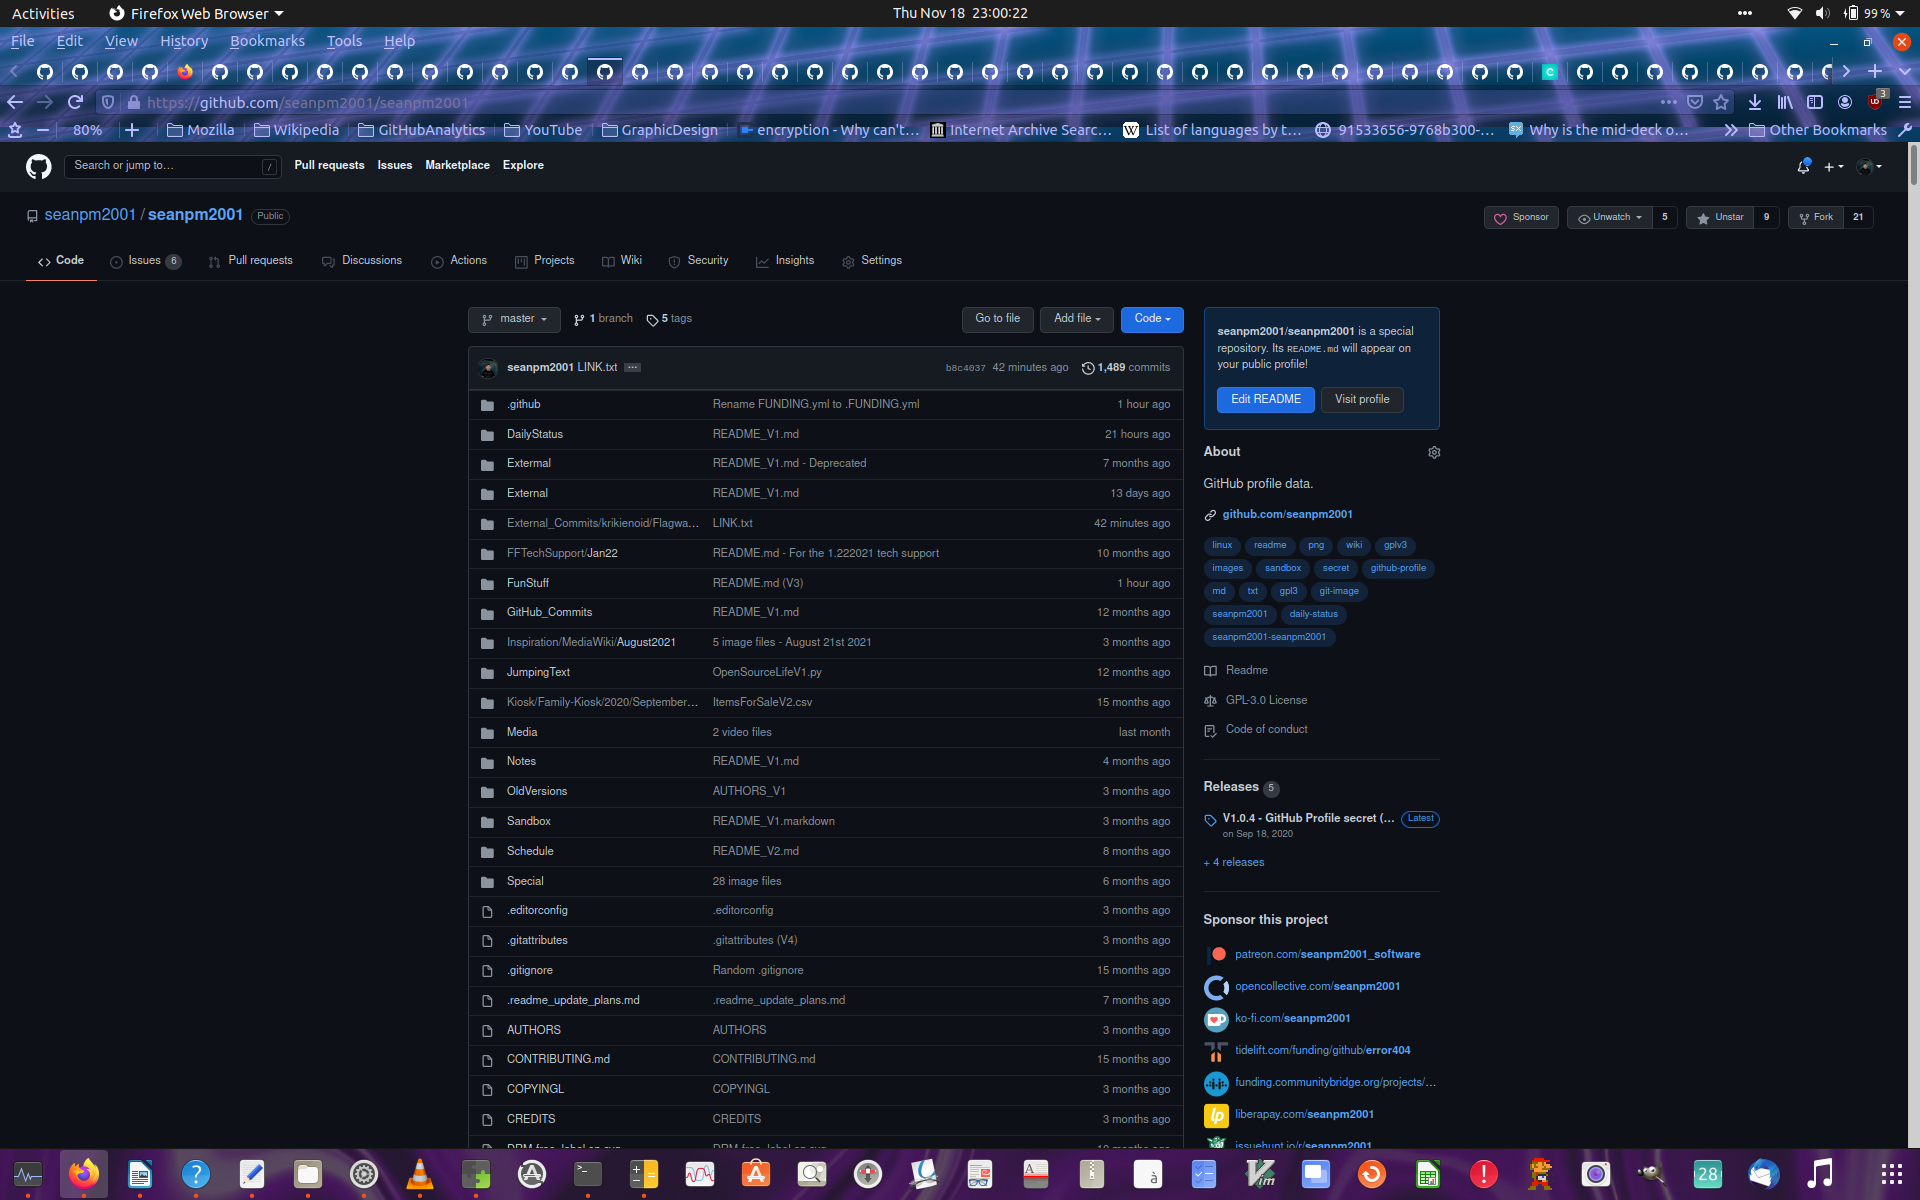 Activities Firefox Web Browser Thu Nov 18 23:00:22 99 %
File Edit View History Bookmarks Tools Help
https://github.com/seanpm2001/seanpm2001 3
80% Mozilla Wikipedia GitHubAnalytics YouTube GraphicDesign encryption - Why can't… Internet Archive Searc… List of languages by t… 91533656-9768b300-… Why is the mid-deck o… Other Bookmarks
Search or jump to… / Pull requests Issues Marketplace Explore
seanpm2001 / seanpm2001 Public Sponsor Unwatch 5 Unstar 9 Fork 21
Code Issues 6 Pull requests Discussions Actions Projects Wiki Security Insights Settings
master 1 branch 5 tags Go to file Add file Code
seanpm2001 LINK.txt … b8c4037 42 minutes ago 1,489 commits
.github Rename FUNDING.yml to .FUNDING.yml 1 hour ago
DailyStatus README_V1.md 21 hours ago
Extermal README_V1.md - Deprecated 7 months ago
External README_V1.md 13 days ago
External_Commits/krikienoid/Flagwa… LINK.txt 42 minutes ago
FFTechSupport/Jan22 README.md - For the 1.222021 tech support 10 months ago
FunStuff README.md (V3) 1 hour ago
GitHub_Commits README_V1.md 12 months ago
Inspiration/MediaWiki/August2021 5 image files - August 21st 2021 3 months ago
JumpingText OpenSourceLifeV1.py 12 months ago
Kiosk/Family-Kiosk/2020/September… ItemsForSaleV2.csv 15 months ago
Media 2 video files last month
Notes README_V1.md 4 months ago
OldVersions AUTHORS_V1 3 months ago
Sandbox README_V1.markdown 3 months ago
Schedule README_V2.md 8 months ago
Special 28 image files 6 months ago
.editorconfig .editorconfig 3 months ago
.gitattributes .gitattributes (V4) 3 months ago
.gitignore Random .gitignore 15 months ago
.readme_update_plans.md .readme_update_plans.md 7 months ago
AUTHORS AUTHORS 3 months ago
CONTRIBUTING.md CONTRIBUTING.md 15 months ago
COPYINGL COPYINGL 3 months ago
CREDITS CREDITS 3 months ago
seanpm2001/seanpm2001 is a special
repository. Its README.md will appear on
your public profile!
Edit README Visit profile
About
GitHub profile data.
github.com/seanpm2001
linux readme png wiki gplv3
images sandbox secret github-profile
md txt gpl3 git-image
seanpm2001 daily-status
seanpm2001-seanpm2001
Readme
GPL-3.0 License
Code of conduct
Releases 5
V1.0.4 - GitHub Profile secret (… Latest
on Sep 18, 2020
+ 4 releases
Sponsor this project
patreon.com/seanpm2001_software
opencollective.com/seanpm2001
ko-fi.com/seanpm2001
tidelift.com/funding/github/error404
funding.communitybridge.org/projects/…
liberapay.com/seanpm2001
issuehunt.io/r/seanpm2001
28